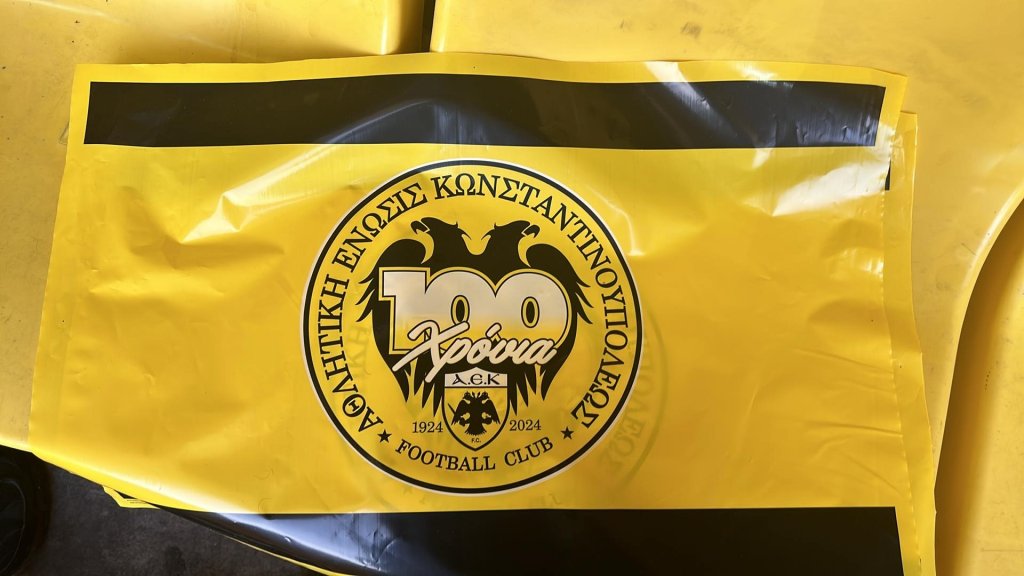 ΑΘΛΗΤΙΚΗ ΕΝΩΣΙΣ ΚΩΝΣΤΑΝΤΙΝΟΥΠΟΛΕΩΣ
100
Χρόνια
Α.Ε.Κ
1924 2024
F.C.
★ FOOTBALL CLUB ★